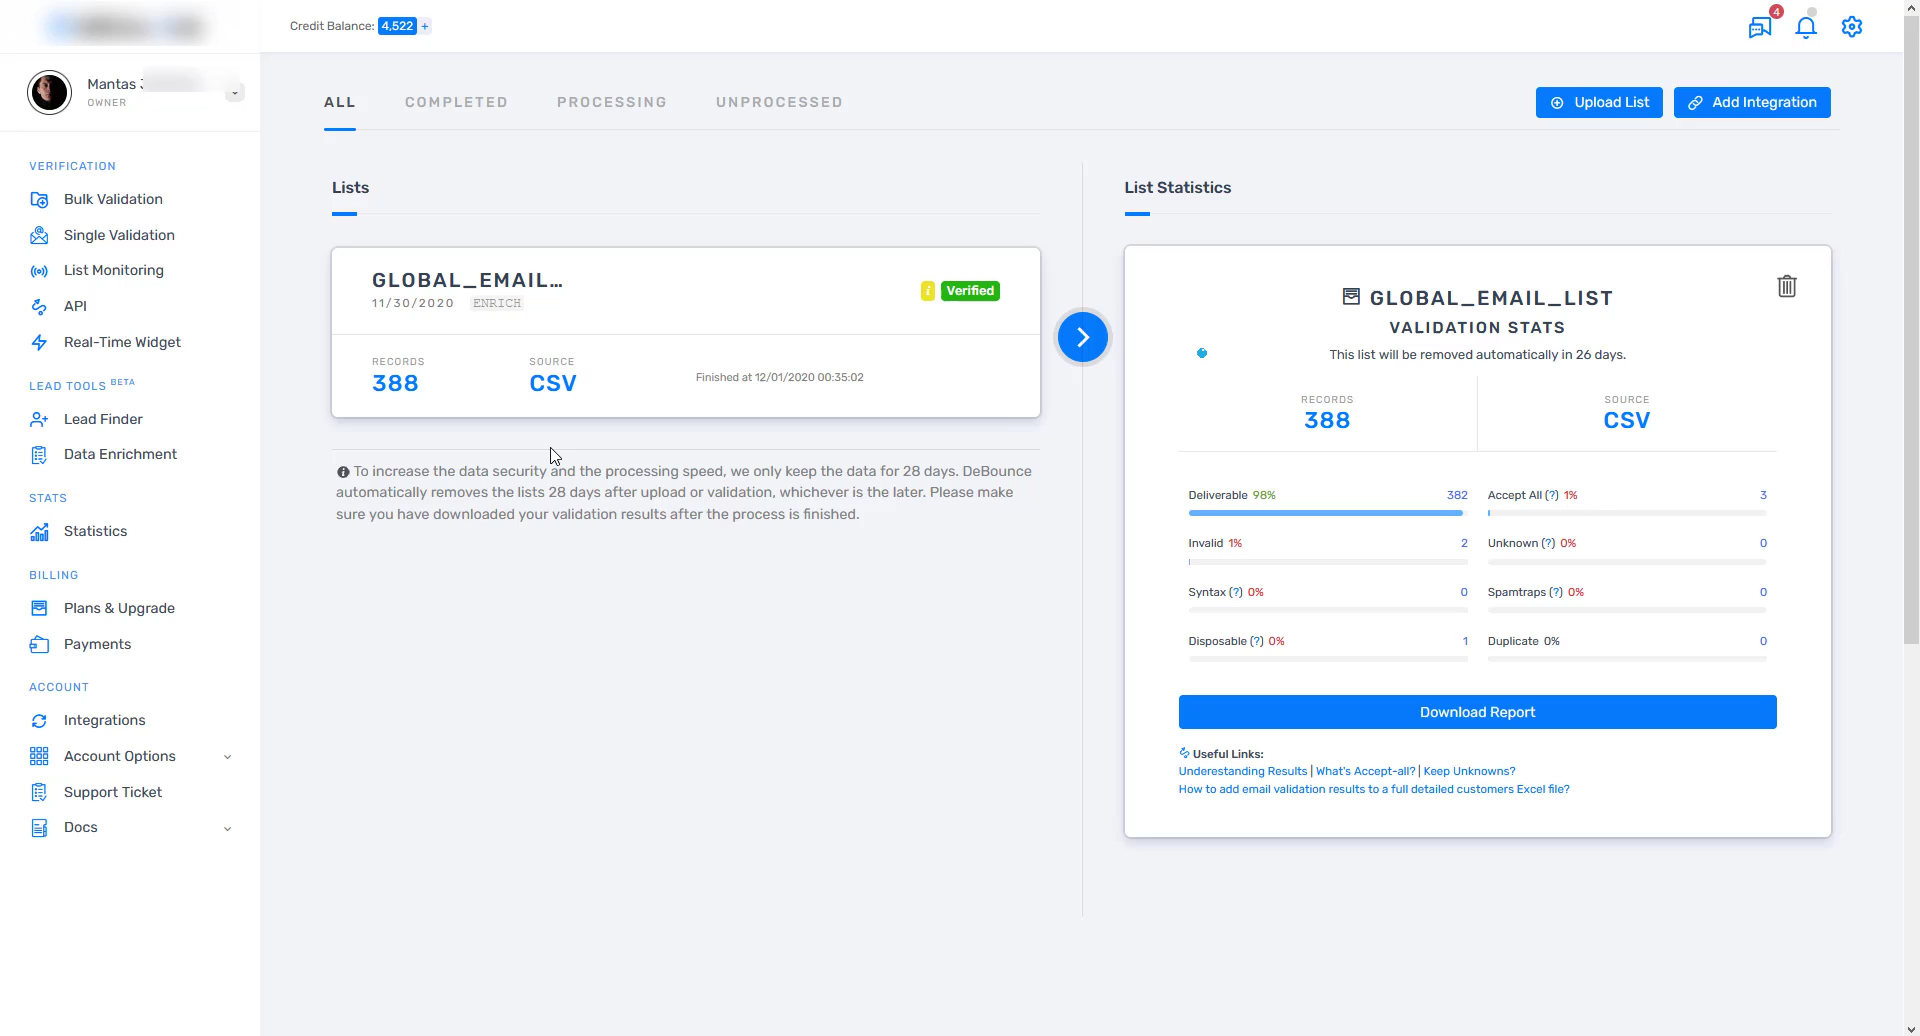 Credit Balance: 4,522 +
4
Mantas
OWNER
VERIFICATION
Bulk Validation
Single Validation
List Monitoring
API
Real-Time Widget
LEAD TOOLS BETA
Lead Finder
Data Enrichment
STATS
Statistics
BILLING
Plans & Upgrade
Payments
ACCOUNT
Integrations
Account Options
Support Ticket
Docs
ALL COMPLETED PROCESSING UNPROCESSED
Upload List Add Integration
Lists
GLOBAL_EMAIL…
11/30/2020 ENRICH
i Verified
RECORDS SOURCE
388 CSV Finished at 12/01/2020 00:35:02
To increase the data security and the processing speed, we only keep the data for 28 days. DeBounce
automatically removes the lists 28 days after upload or validation, whichever is the later. Please make
sure you have downloaded your validation results after the process is finished.
List Statistics
GLOBAL_EMAIL_LIST
VALIDATION STATS
This list will be removed automatically in 26 days.
RECORDS SOURCE
388 CSV
Deliverable 98% 382 Accept All (?) 1% 3
Invalid 1% 2 Unknown (?) 0% 0
Syntax (?) 0% 0 Spamtraps (?) 0% 0
Disposable (?) 0% 1 Duplicate 0% 0
Download Report
Useful Links:
Underestanding Results | What's Accept-all? | Keep Unknowns?
How to add email validation results to a full detailed customers Excel file?